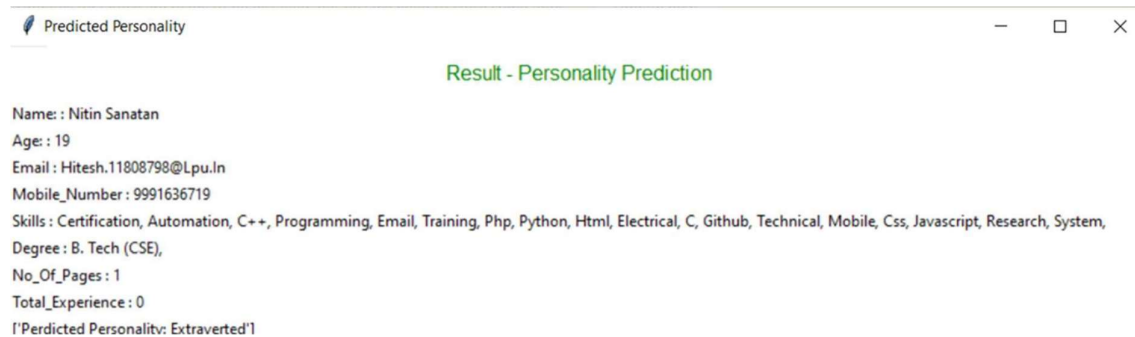 Predicted Personality
Result - Personality Prediction
Name: : Nitin Sanatan
Age: : 19
Email : Hitesh.11808798@Lpu.In
Mobile_Number : 9991636719
Skills : Certification, Automation, C++, Programming, Email, Training, Php, Python, Html, Electrical, C, Github, Technical, Mobile, Css, Javascript, Research, System,
Degree : B. Tech (CSE),
No_Of_Pages : 1
Total_Experience : 0
['Perdicted Personality: Extraverted']